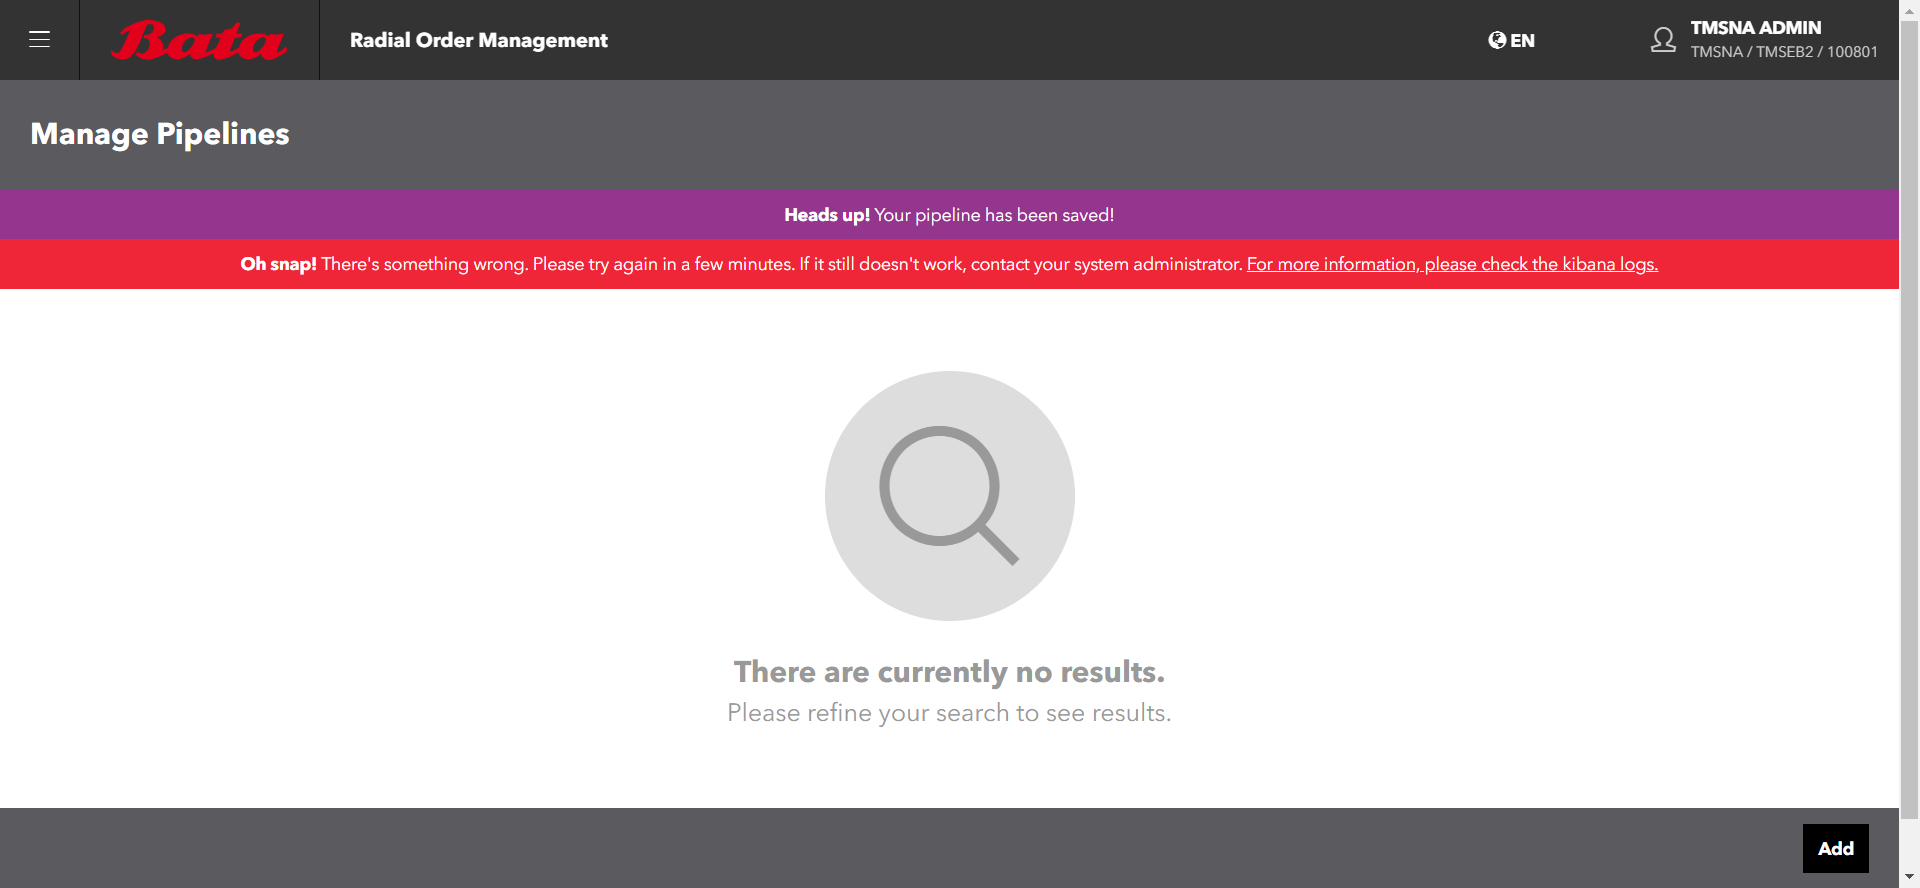 Bata
Radial Order Management
EN
TMSNA ADMIN
TMSNA / TMSEB2 / 100801
Manage Pipelines
Heads up! Your pipeline has been saved!
Oh snap! There's something wrong. Please try again in a few minutes. If it still doesn't work, contact your system administrator. For more information, please check the kibana logs.
There are currently no results.
Please refine your search to see results.
Add